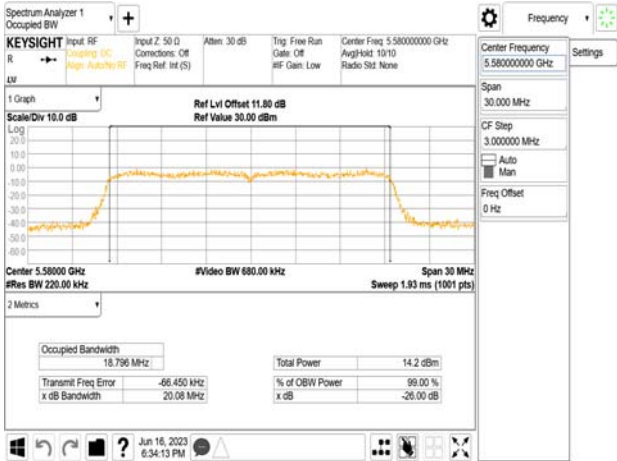 Spectrum Analyzer 1
Occupied BW
Frequency
KEYSIGHT
R
Input: RF
Coupling: DC
Align: Auto/No RF
Input Z: 50 Ω
Corrections: Off
Freq Ref: Int (S)
Atten: 30 dB
Trig: Free Run
Gate: Off
#IF Gain: Low
Center Freq: 5.580000000 GHz
Avg|Hold: 10/10
Radio Std: None
Center Frequency
5.580000000 GHz
Settings
Span
30.000 MHz
CF Step
3.000000 MHz
Auto
Man
Freq Offset
0 Hz
1 Graph
Scale/Div 10.0 dB
Ref Lvl Offset 11.80 dB
Ref Value 30.00 dBm
Log
20.0
10.0
0.00
-10.0
-20.0
-30.0
-40.0
-50.0
-60.0
Center 5.58000 GHz
#Video BW 680.00 kHz
Span 30 MHz
#Res BW 220.00 kHz
Sweep 1.93 ms (1001 pts)
2 Metrics
Occupied Bandwidth
18.796 MHz
Total Power 14.2 dBm
Transmit Freq Error -66.450 kHz
% of OBW Power 99.00 %
x dB Bandwidth 20.08 MHz
x dB -26.00 dB
Jun 16, 2023
6:34:13 PM